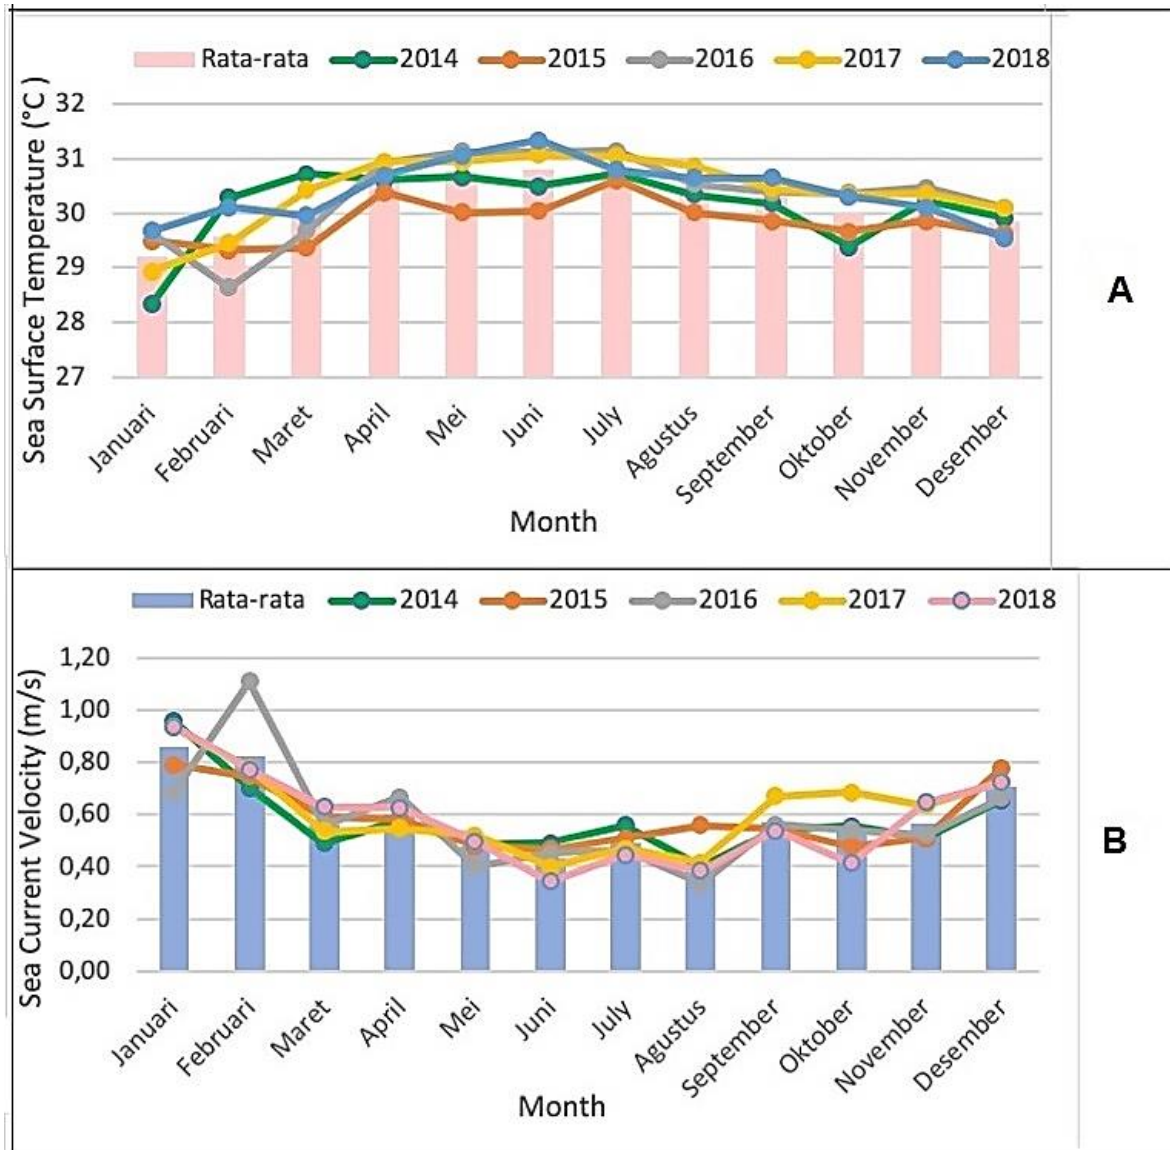 Rata-rata 2014 2015 2016 2017 2018
Sea Surface Temperature (°C)
32
31
30
29
28
27
Januari Februari Maret April Mei Juni July Agustus September Oktober November Desember
Month
A
Rata-rata 2014 2015 2016 2017 2018
Sea Current Velocity (m/s)
1,20
1,00
0,80
0,60
0,40
0,20
0,00
Januari Februari Maret April Mei Juni July Agustus September Oktober November Desember
Month
B